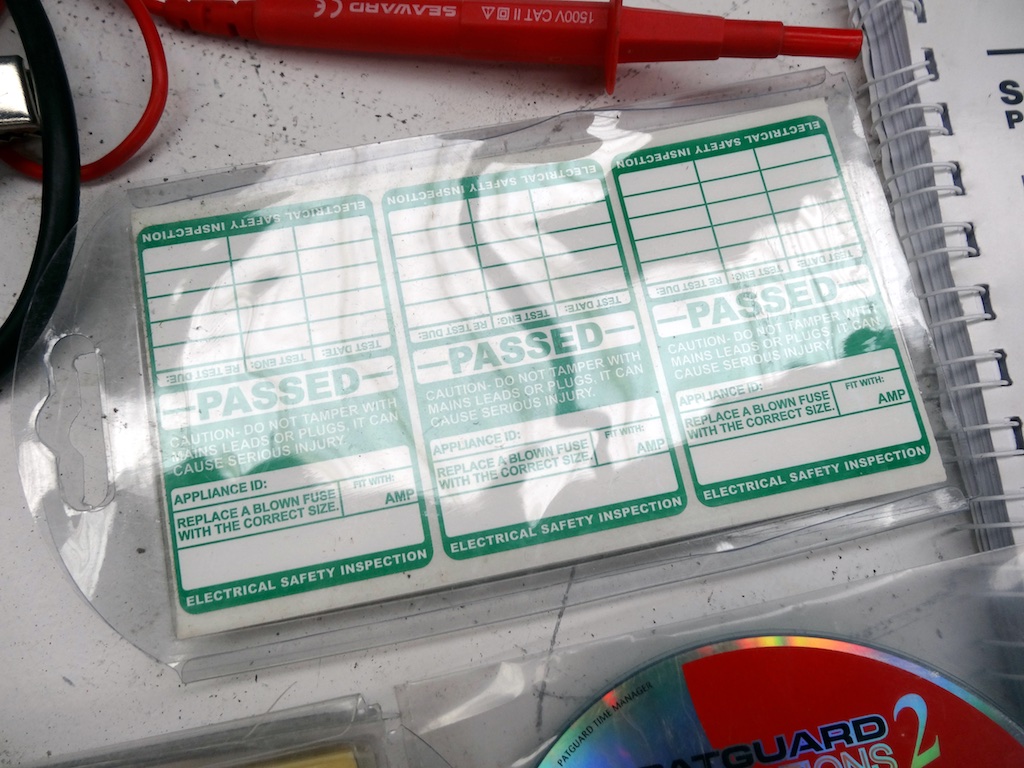 SEAWARD 1500V CAT II
S
P
ELECTRICAL SAFETY INSPECTION
TEST DATE: TEST ENG: RE TEST DUE:
PASSED
CAUTION- DO NOT TAMPER WITH
MAINS LEADS OR PLUGS, IT CAN
CAUSE SERIOUS INJURY.
APPLIANCE ID:
REPLACE A BLOWN FUSE
WITH THE CORRECT SIZE.
FIT WITH:
AMP
ELECTRICAL SAFETY INSPECTION
ELECTRICAL SAFETY INSPECTION
TEST DATE: TEST ENG: RE TEST DUE:
PASSED
CAUTION- DO NOT TAMPER WITH
MAINS LEADS OR PLUGS, IT CAN
CAUSE SERIOUS INJURY.
APPLIANCE ID:
REPLACE A BLOWN FUSE
WITH THE CORRECT SIZE.
FIT WITH:
AMP
ELECTRICAL SAFETY INSPECTION
ELECTRICAL SAFETY INSPECTION
TEST DATE: TEST ENG: RE TEST DUE:
PASSED
CAUTION- DO NOT TAMPER WITH
MAINS LEADS OR PLUGS, IT CAN
CAUSE SERIOUS INJURY.
APPLIANCE ID:
REPLACE A BLOWN FUSE
WITH THE CORRECT SIZE.
FIT WITH:
AMP
ELECTRICAL SAFETY INSPECTION
PATGUARD TIME MANAGER
ATGUARD
IONS 2